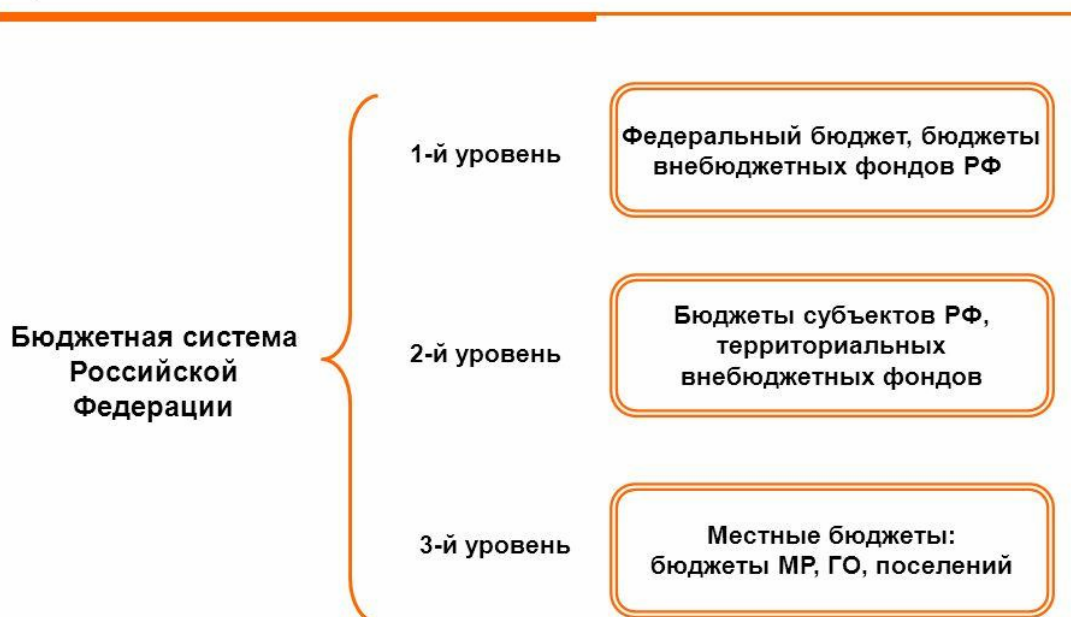 1-й уровень
Федеральный бюджет, бюджеты
внебюджетных фондов РФ
Бюджетная система
Российской
Федерации
2-й уровень
Бюджеты субъектов РФ,
территориальных
внебюджетных фондов
3-й уровень
Местные бюджеты:
бюджеты МР, ГО, поселений